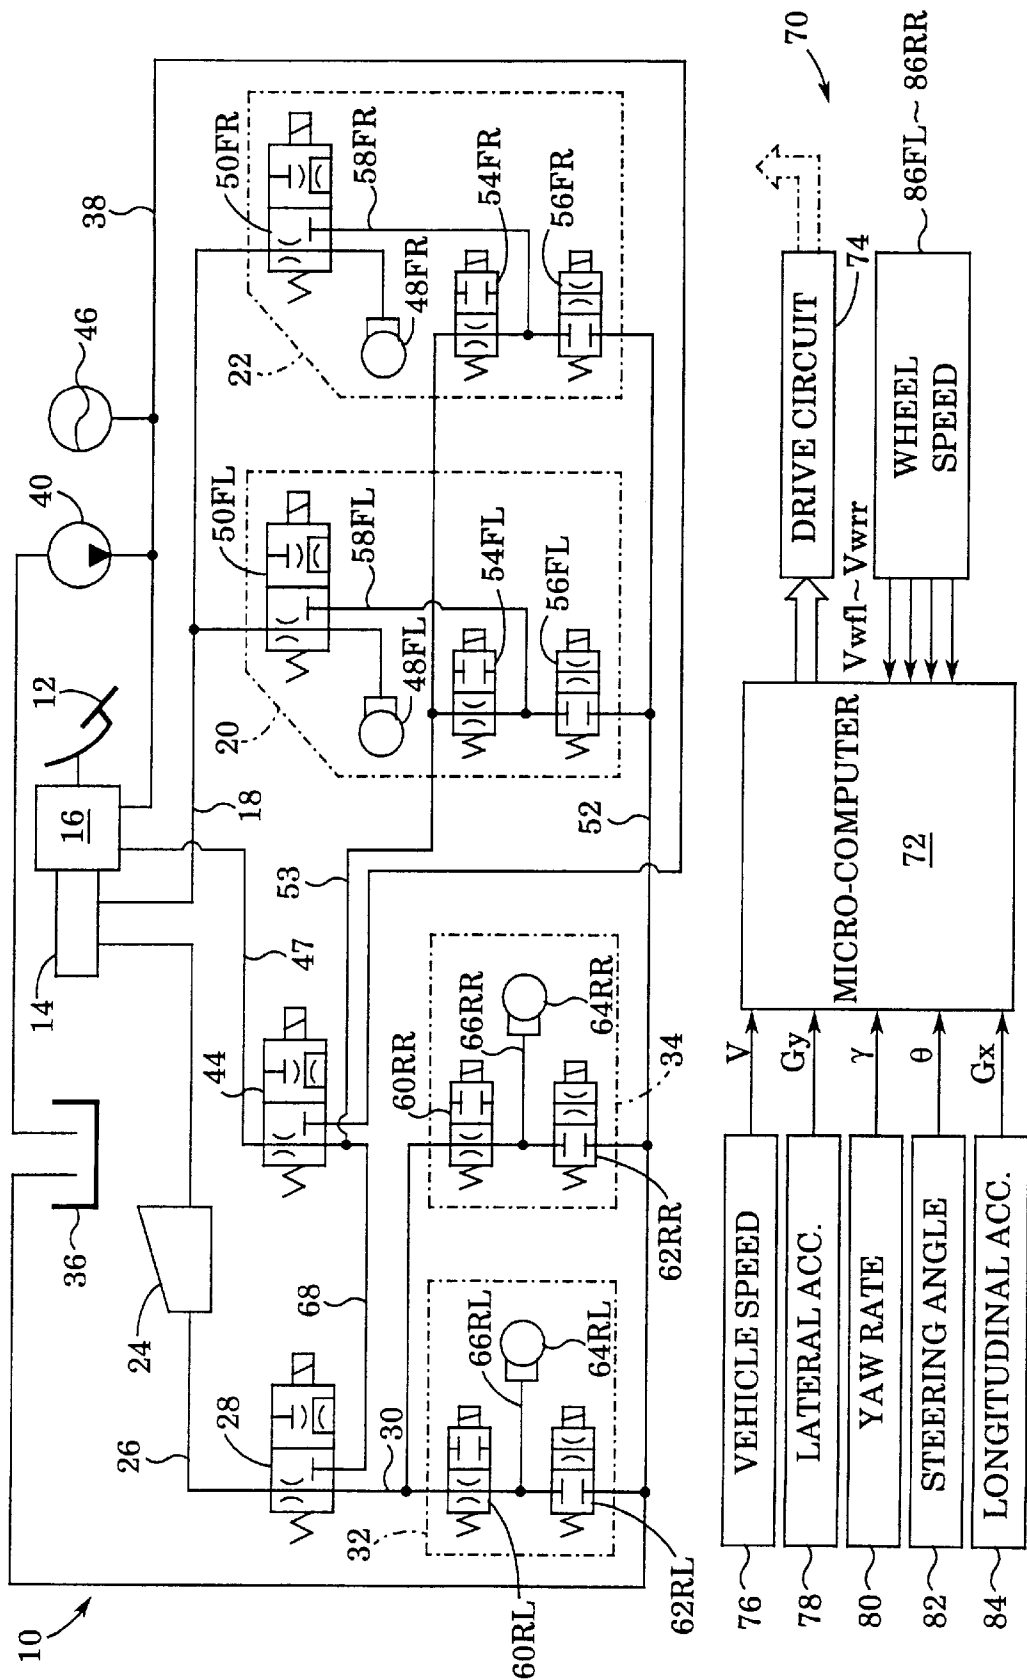 10
12
14
16
18
38
40
46
36
24
26
28
44
47
53
68
30
32
34
20
22
52
50FL
50FR
58FL
58FR
48FL
48FR
54FL
54FR
56FL
56FR
60RL
60RR
66RL
66RR
64RL
64RR
62RL
62RR
70
76
VEHICLE SPEED
V
78
LATERAL ACC.
Gy
80
YAW RATE
γ
82
STEERING ANGLE
θ
84
LONGITUDINAL ACC.
Gx
MICRO-COMPUTER
72
DRIVE CIRCUIT
74
Vwfl~Vwrr
WHEEL
SPEED
86FL~86RR